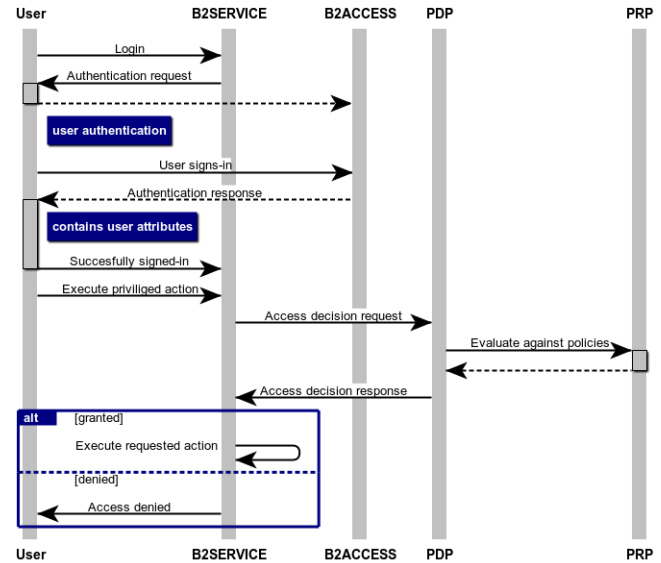 User B2SERVICE B2ACCESS PDP PRP
Login
Authentication request
user authentication
User signs-in
Authentication response
contains user attributes
Succesfully signed-in
Execute priviliged action
Access decision request
Evaluate against policies
Access decision response
alt [granted]
Execute requested action
[denied]
Access denied
User B2SERVICE B2ACCESS PDP PRP